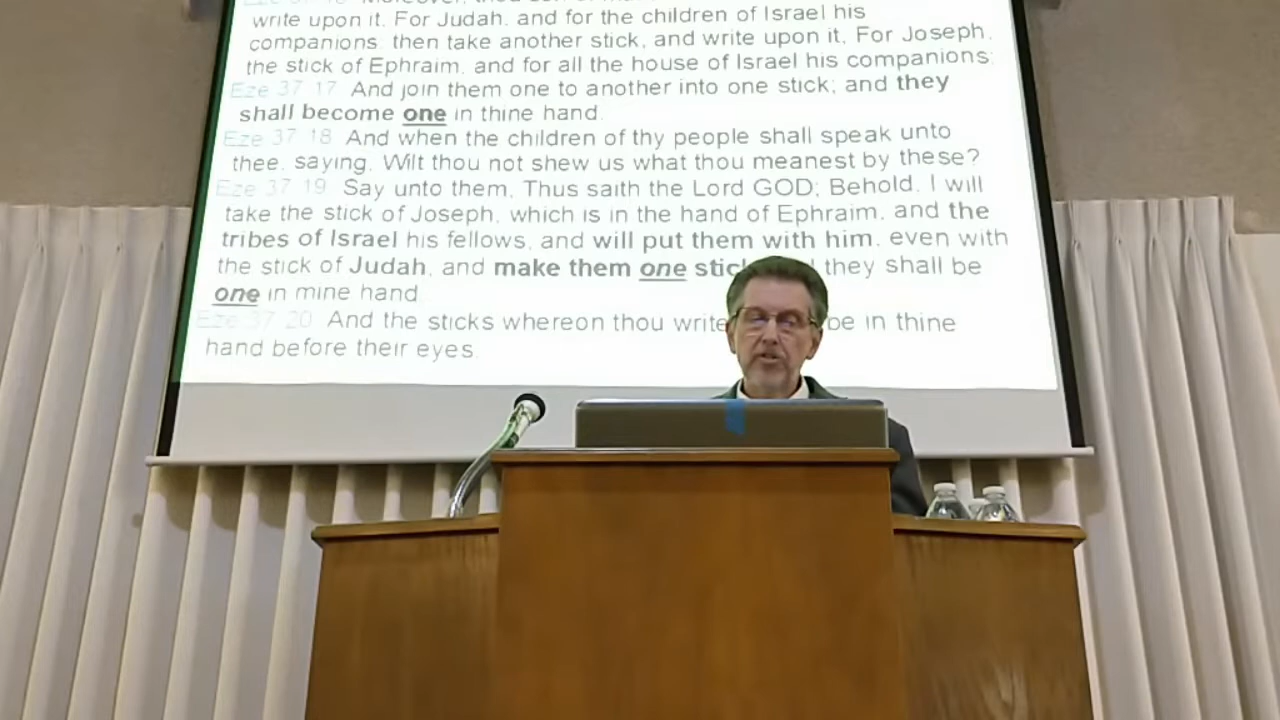 write upon it, For Judah, and for the children of Israel his
companions: then take another stick, and write upon it, For Joseph,
the stick of Ephraim, and for all the house of Israel his companions:
Eze 37 17 And join them one to another into one stick; and they
shall become one in thine hand.
Eze 37 18 And when the children of thy people shall speak unto
thee, saying, Wilt thou not shew us what thou meanest by these?
Eze 37 19 Say unto them, Thus saith the Lord GOD; Behold, I will
take the stick of Joseph, which is in the hand of Ephraim, and the
tribes of Israel his fellows, and will put them with him, even with
the stick of Judah, and make them one stick they shall be
one in mine hand.
Eze 37 20 And the sticks whereon thou write be in thine
hand before their eyes.